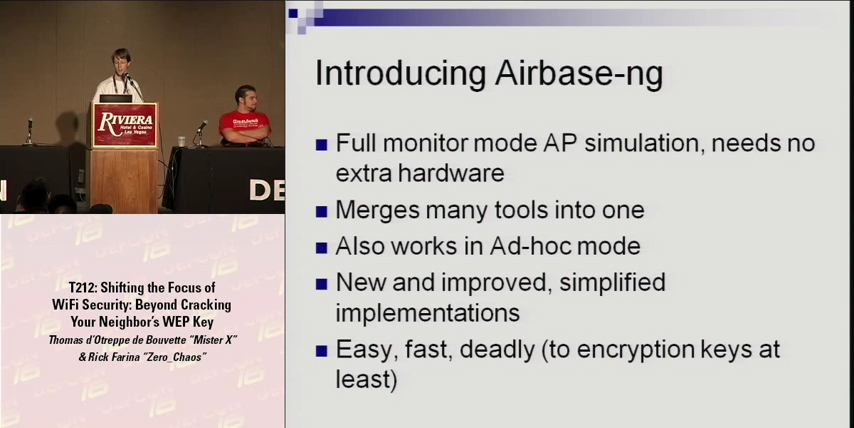 RIVIERA
Hotel & Casino
Las Vegas
N
DE
T212: Shifting the Focus of
WiFi Security: Beyond Cracking
Your Neighbor's WEP Key
Thomas d'Otreppe de Bouvette "Mister X"
& Rick Farina "Zero_Chaos"
Introducing Airbase-ng
Full monitor mode AP simulation, needs no
extra hardware
Merges many tools into one
Also works in Ad-hoc mode
New and improved, simplified
implementations
Easy, fast, deadly (to encryption keys at
least)